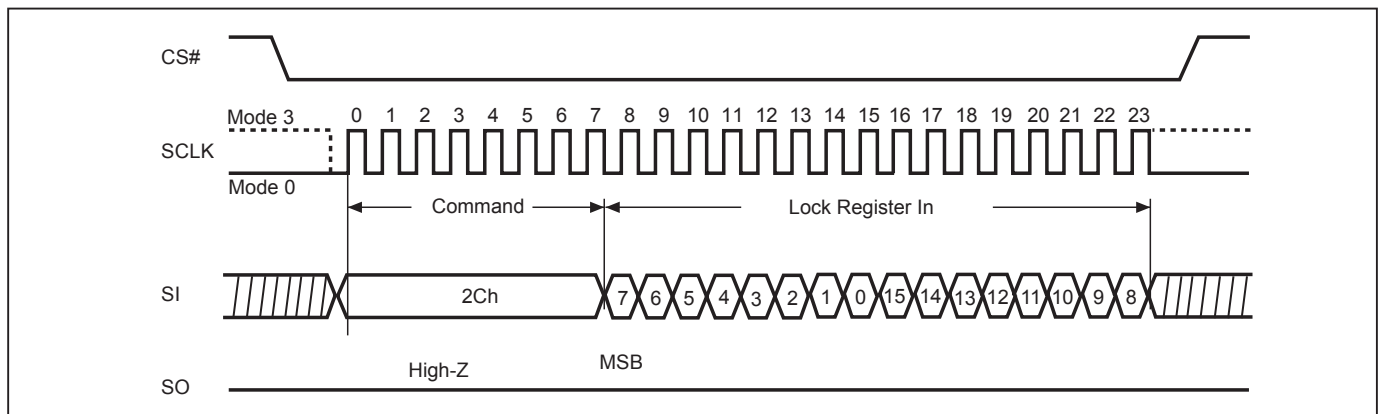 CS#
Mode 3
0 1 2 3 4 5 6 7 8 9 10 11 12 13 14 15 16 17 18 19 20 21 22 23
SCLK
Mode 0
Command Lock Register In
SI 2Ch 7 6 5 4 3 2 1 0 15 14 13 12 11 10 9 8
High-Z MSB
SO